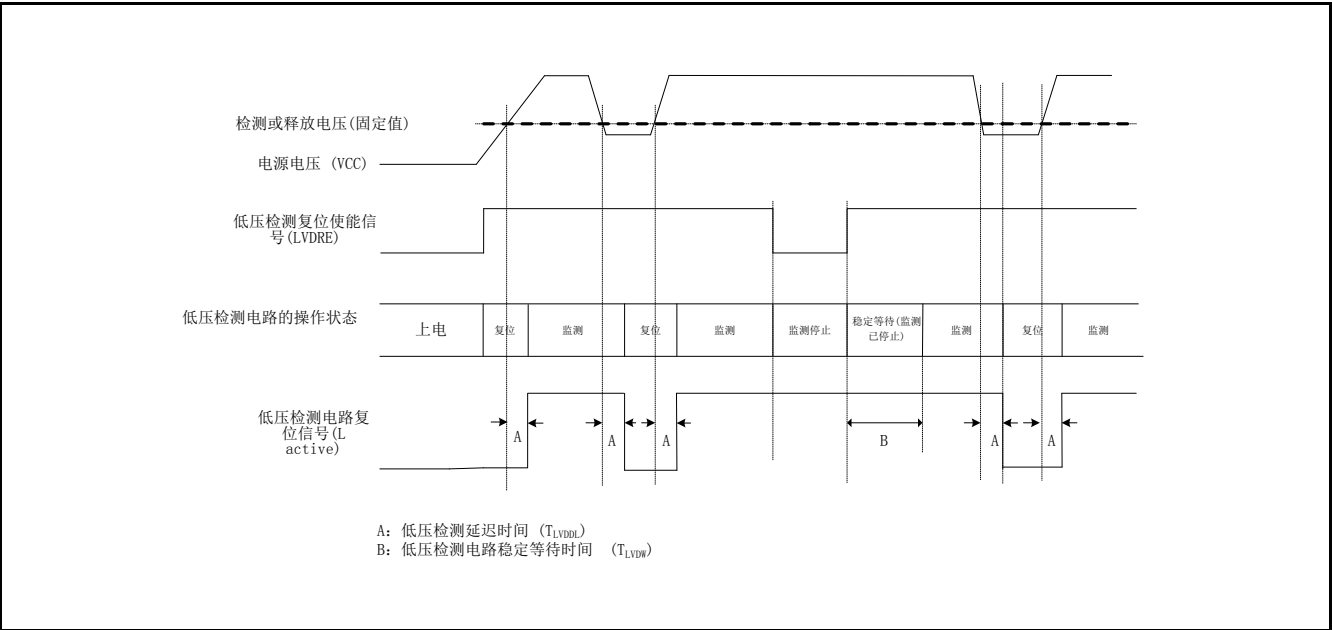 检测或释放电压(固定值)
电源电压 (VCC)
低压检测复位使能信
号(LVDRE)
低压检测电路的操作状态
上电
复位
监测
复位
监测
监测停止
稳定等待(监测
已停止)
监测
复位
监测
低压检测电路复
位信号(L
active)
A
A
A
B
A
A
A: 低压检测延迟时间 (TLVDDL)
B: 低压检测电路稳定等待时间 (TLVDW)